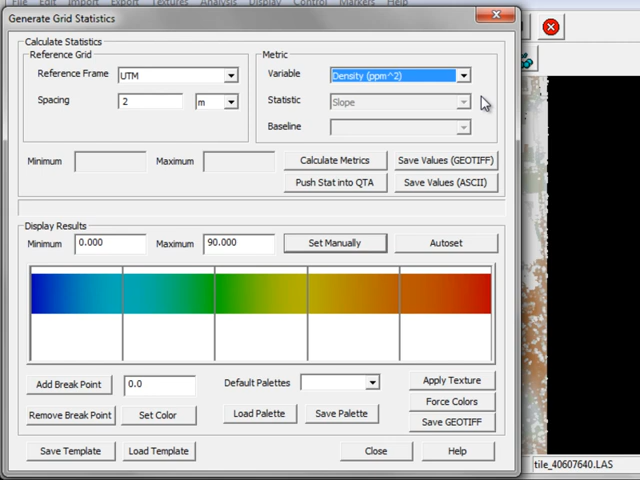 File Edit Import Export Textures Analysis Display Control Markers Help
Generate Grid Statistics
Calculate Statistics
Reference Grid
Metric
Reference Frame UTM
Variable Density (ppm^2)
Spacing 2 m
Statistic Slope
Baseline
Minimum Maximum Calculate Metrics Save Values (GEOTIFF)
Push Stat into QTA Save Values (ASCII)
Display Results
Minimum 0.000 Maximum 90.000 Set Manually Autoset
Add Break Point 0.0 Default Palettes Apply Texture
Force Colors
Remove Break Point Set Color Load Palette Save Palette
Save GEOTIFF
Save Template Load Template Close Help
tile_40607640.LAS